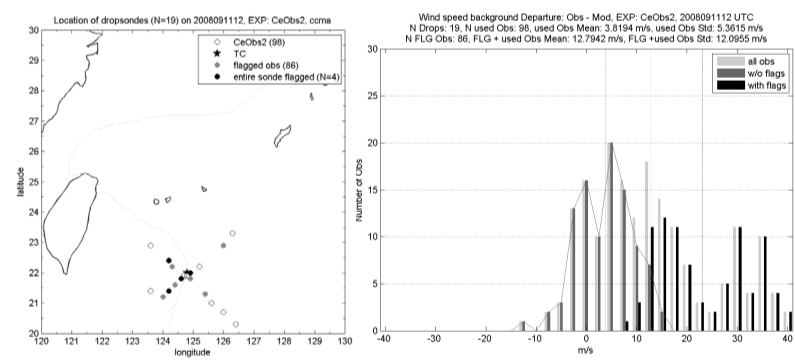 Location of dropsondes (N=19) on 2008091112, EXP: CeObs2, ccma
30
29
28
27
26
25
24
23
22
21
20
latitude
CeObs2 (98)
TC
flagged obs (86)
entire sonde flagged (N=4)
120 121 122 123 124 125 126 127 128 129 130
longitude
Wind speed background Departure: Obs - Mod, EXP: CeObs2, 2008091112 UTC
N Drops: 19, N used Obs: 98, used Obs Mean: 3.8194 m/s, used Obs Std: 5.3615 m/s
N FLG Obs: 86, FLG + used Obs Mean: 12.7942 m/s, FLG +used Obs Std: 12.0955 m/s
30
25
20
15
10
5
0
Number of Obs
all obs
w/o flags
with flags
-40 -30 -20 -10 0 10 20 30 40
m/s